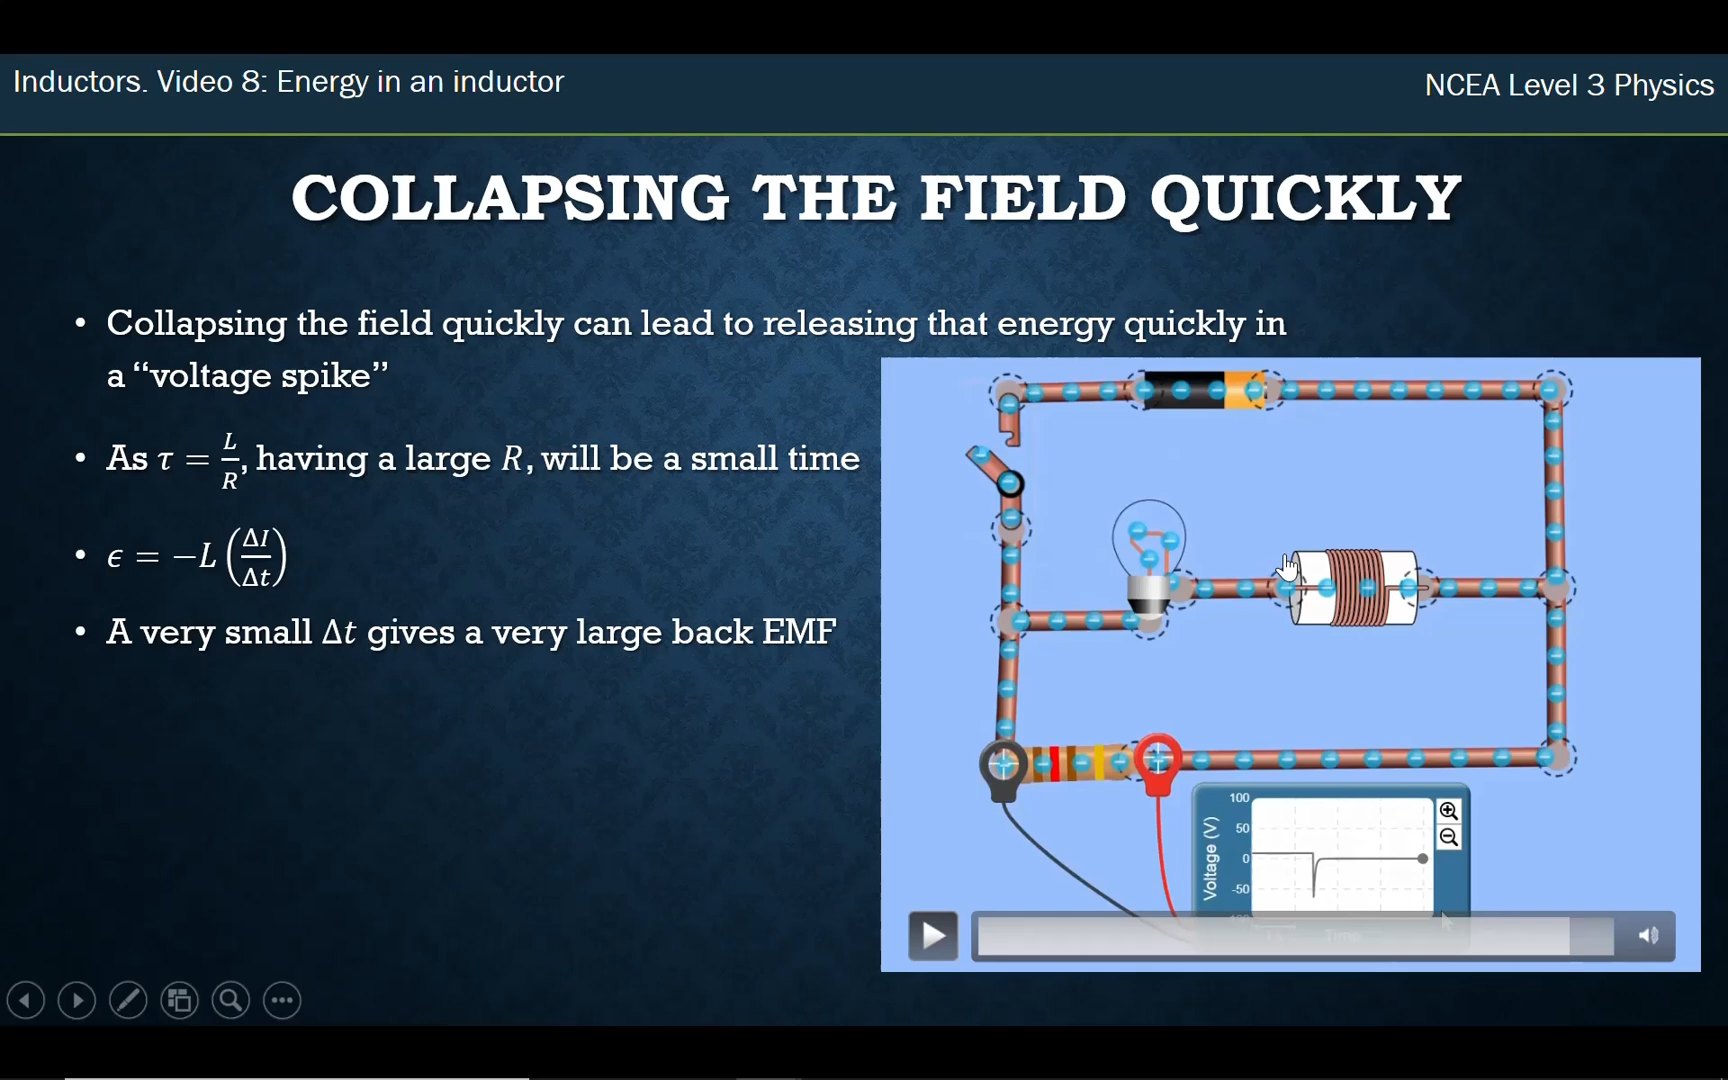 Inductors. Video 8: Energy in an inductor
NCEA Level 3 Physics
COLLAPSING THE FIELD QUICKLY
• Collapsing the field quickly can lead to releasing that energy quickly in
a “voltage spike”
• As τ = L/R, having a large R, will be a small time
• ϵ = −L (ΔI/Δt)
• A very small Δt gives a very large back EMF
Voltage (V)
100
50
0
-50